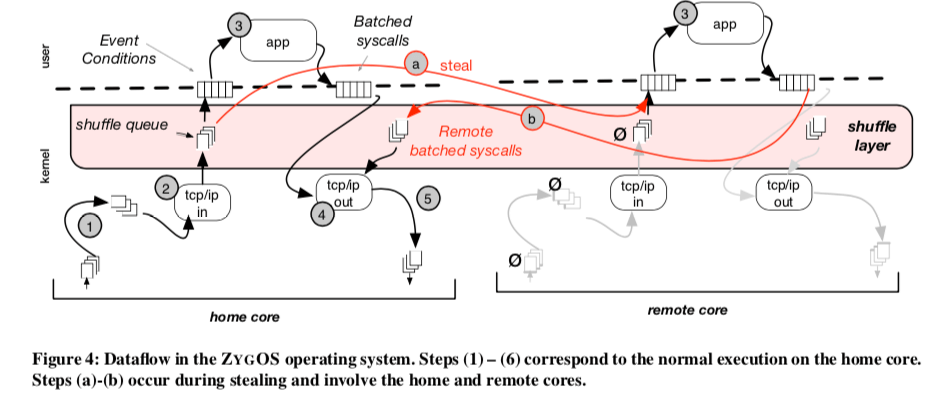 3
app
Batched
syscalls
3
app
Event
Conditions
user
a
steal
shuffle queue
b
Remote
batched syscalls
Ø
shuffle
layer
kernel
2
tcp/ip
in
tcp/ip
out
4
5
1
Ø
tcp/ip
in
tcp/ip
out
Ø
home core
remote core
Figure 4: Dataflow in the ZYGOS operating system. Steps (1) – (6) correspond to the normal execution on the home core.
Steps (a)-(b) occur during stealing and involve the home and remote cores.